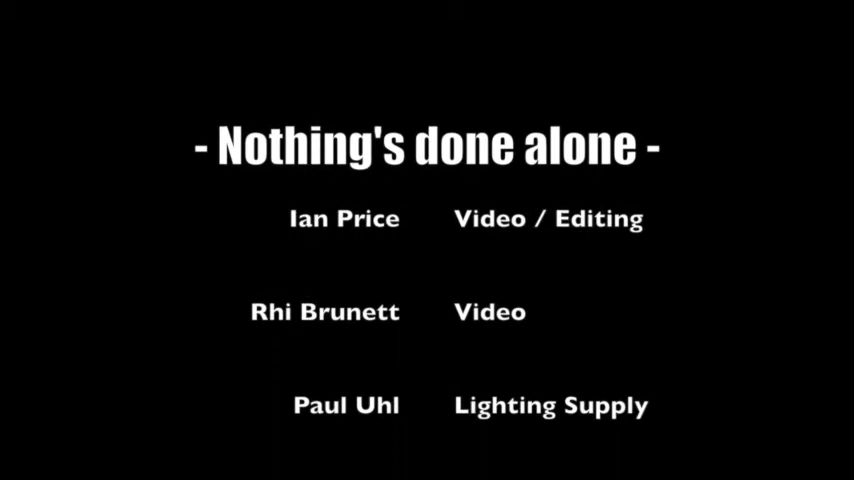 - Nothing's done alone -
Ian Price Video / Editing
Rhi Brunett Video
Paul Uhl Lighting Supply